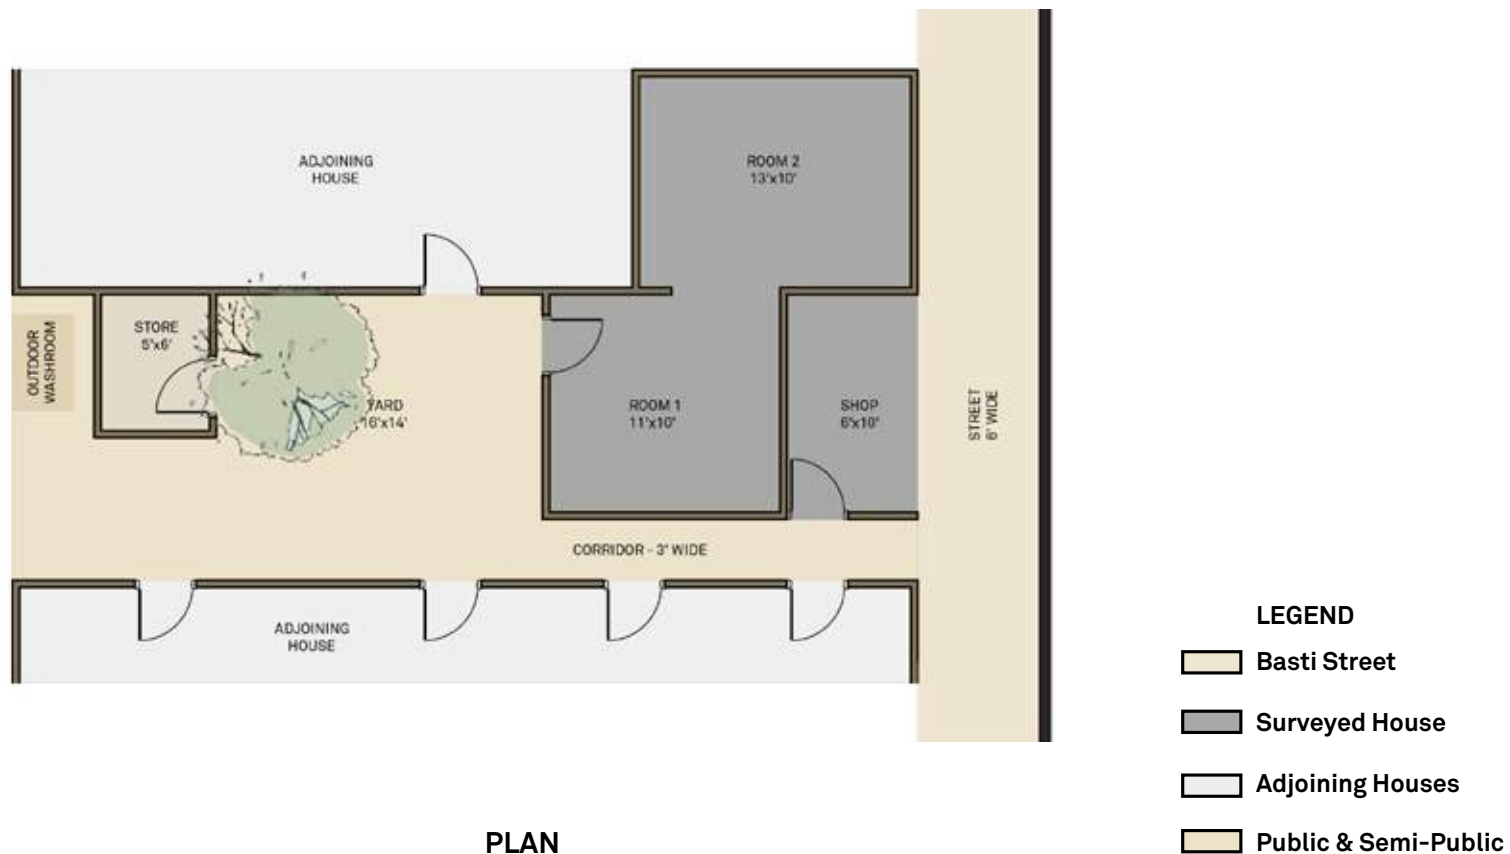 ADJOINING
HOUSE
ROOM 2
13'x10'
OUTDOOR
WASHROOM
STORE
5'x6'
YARD
16'x14'
ROOM 1
11'x10'
SHOP
6'x10'
STREET
6' WIDE
CORRIDOR - 3' WIDE
ADJOINING
HOUSE
LEGEND
Basti Street
Surveyed House
Adjoining Houses
Public & Semi-Public
PLAN